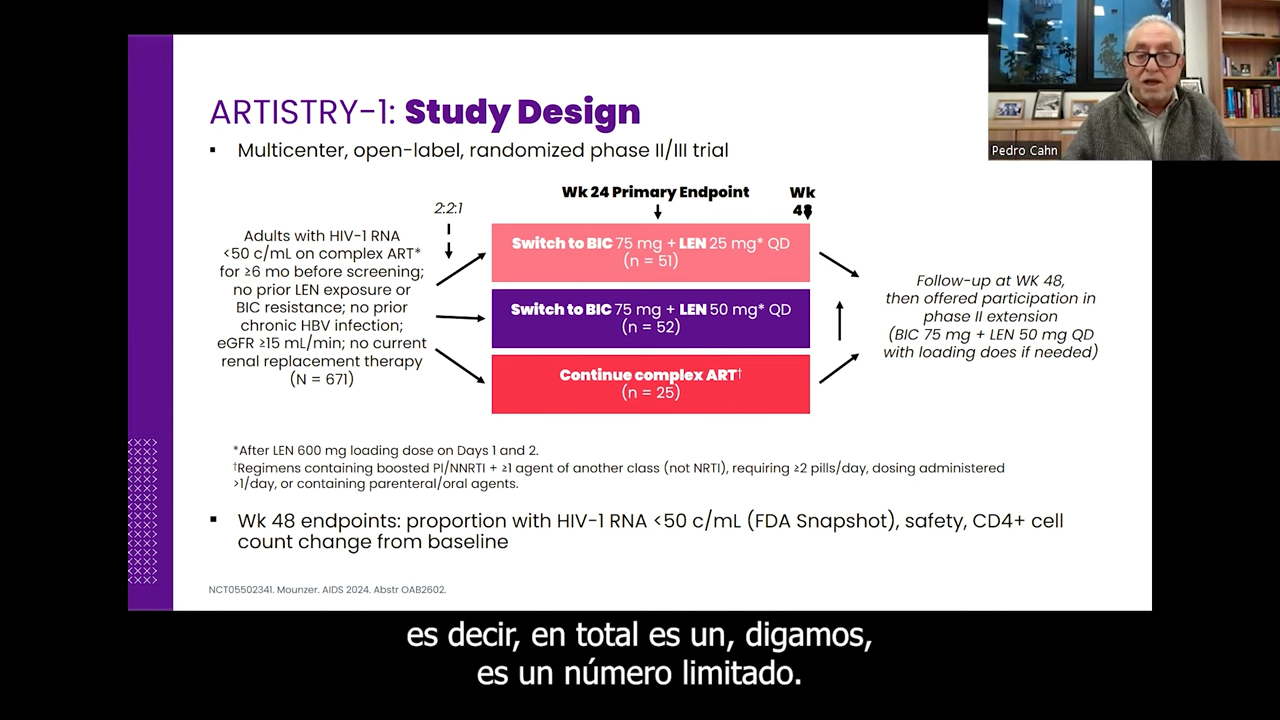 ARTISTRY-1: Study Design
▪ Multicenter, open-label, randomized phase II/III trial
Wk 24 Primary Endpoint
Wk
48
2:2:1
Adults with HIV-1 RNA
<50 c/mL on complex ART*
for ≥6 mo before screening;
no prior LEN exposure or
BIC resistance; no prior
chronic HBV infection;
eGFR ≥15 mL/min; no current
renal replacement therapy
(N = 671)
Switch to BIC 75 mg + LEN 25 mg* QD
(n = 51)
Switch to BIC 75 mg + LEN 50 mg* QD
(n = 52)
Continue complex ART†
(n = 25)
Follow-up at WK 48,
then offered participation in
phase II extension
(BIC 75 mg + LEN 50 mg QD
with loading does if needed)
*After LEN 600 mg loading dose on Days 1 and 2.
†Regimens containing boosted PI/NNRTI + ≥1 agent of another class (not NRTI), requiring ≥2 pills/day, dosing administered
>1/day, or containing parenteral/oral agents.
▪ Wk 48 endpoints: proportion with HIV-1 RNA <50 c/mL (FDA Snapshot), safety, CD4+ cell
count change from baseline
NCT05502341. Mounzer. AIDS 2024. Abstr OAB2602.
Pedro Cahn
es decir, en total es un, digamos,
es un número limitado.